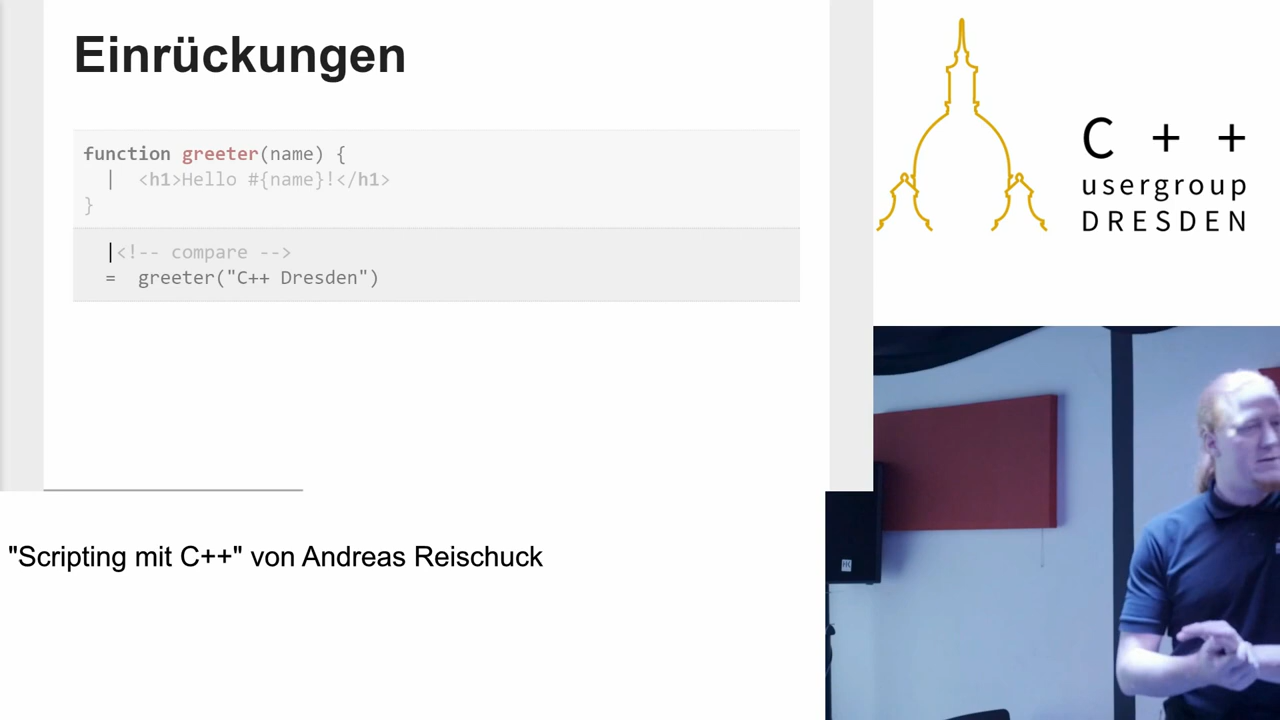 Einrückungen
function greeter(name) {
  |  <h1>Hello #{name}!</h1>
}
  |<!-- compare -->
  =  greeter("C++ Dresden")
C++
usergroup
DRESDEN
"Scripting mit C++" von Andreas Reischuck